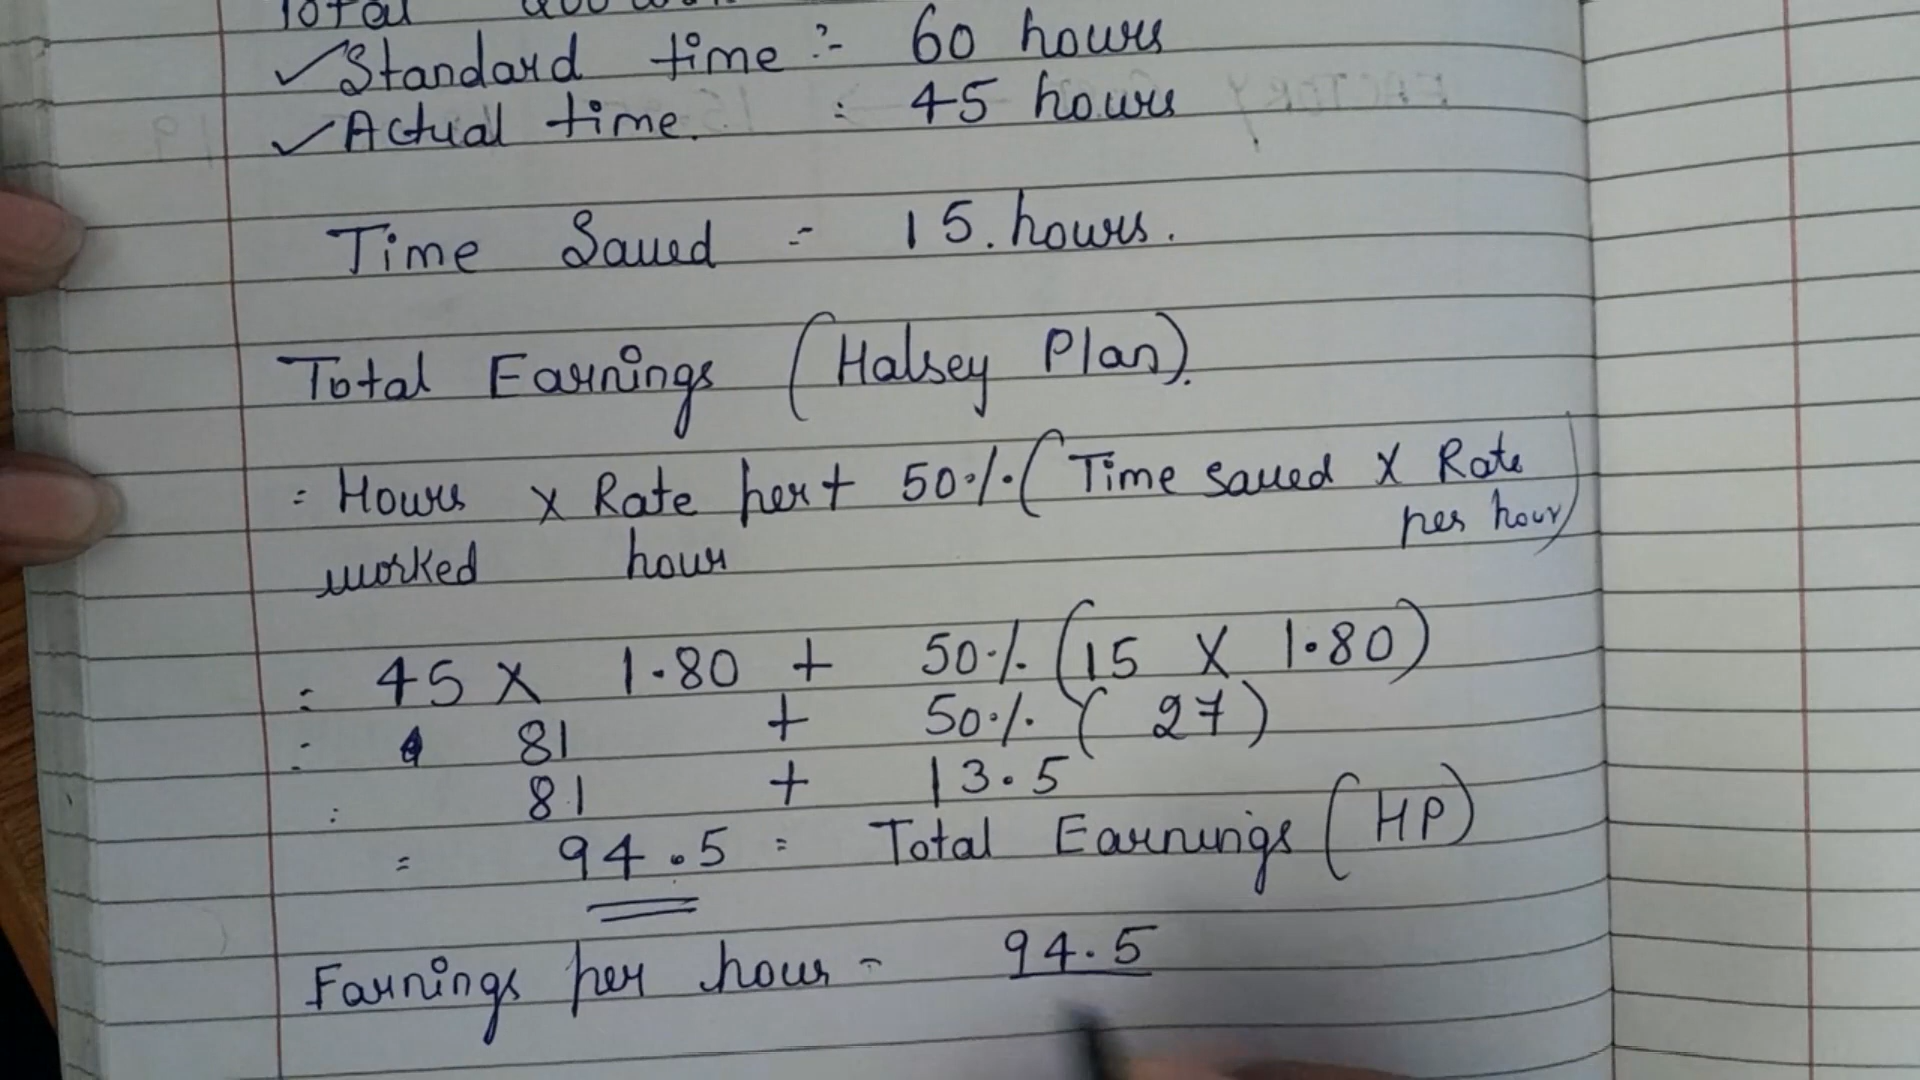 Total
✓Standard time :- 60 hours
✓Actual time. : 45 hours
Time Saved :- 15. hours.
Total Earnings (Halsey Plan).
= Hours X Rate per + 50% (Time saved X Rate
per hour)
worked hour
: 45 X 1.80 + 50% (15 X 1.80)
: 81 + 50% (27)
: 81 + 13.5
= 94.5 = Total Earnings (HP)
Earnings per hour - 94.5